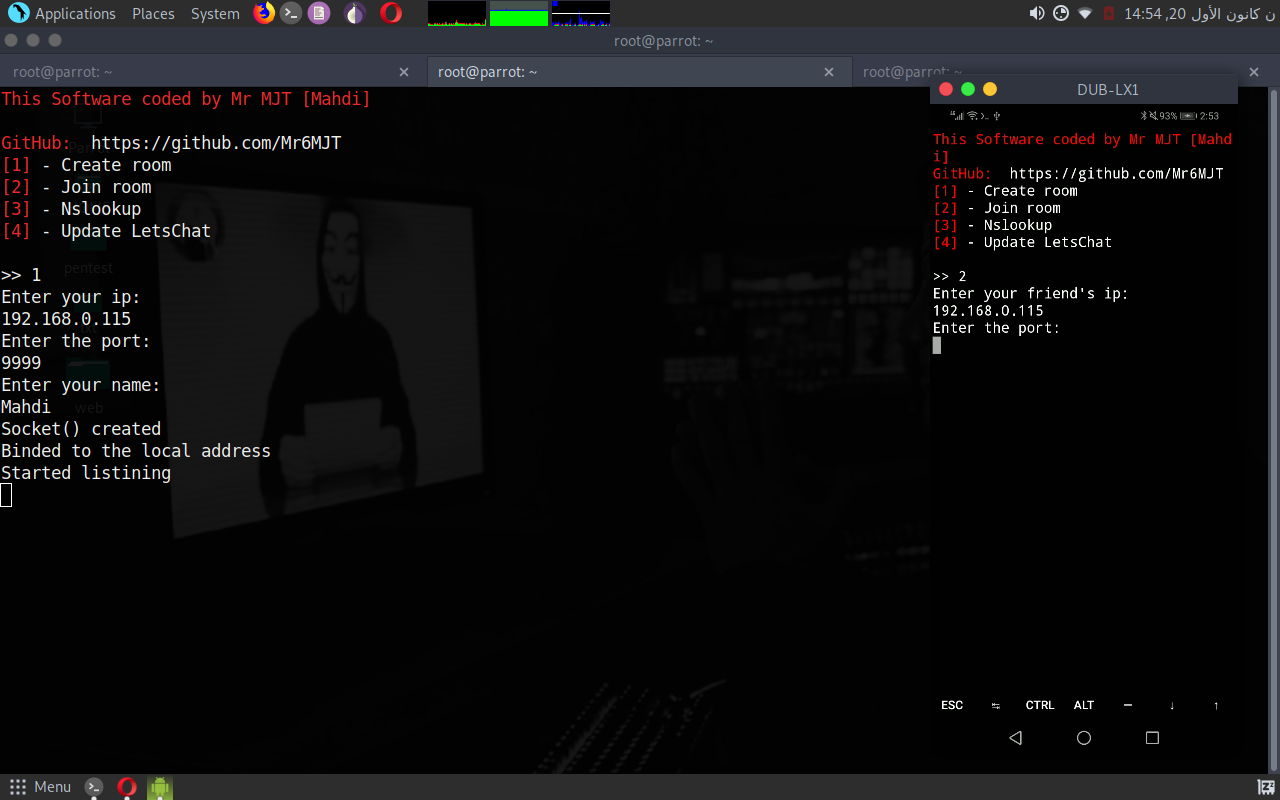 Applications Places System
14:54 ,20 ن كانون الأول
root@parrot: ~
root@parrot: ~
root@parrot: ~
root@parrot: ~
This Software coded by Mr MJT [Mahdi]
GitHub: https://github.com/Mr6MJT
[1] - Create room
[2] - Join room
[3] - Nslookup
[4] - Update LetsChat
pentest
>> 1
Enter your ip:
192.168.0.115
Enter the port:
9999
Enter your name:
Mahdi
web
Socket() created
Binded to the local address
Started listining
DUB-LX1
93% 2:53
This Software coded by Mr MJT [Mahd
i]
GitHub: https://github.com/Mr6MJT
[1] - Create room
[2] - Join room
[3] - Nslookup
[4] - Update LetsChat
>> 2
Enter your friend's ip:
192.168.0.115
Enter the port:
ESC CTRL ALT — ↓ ↑
Menu